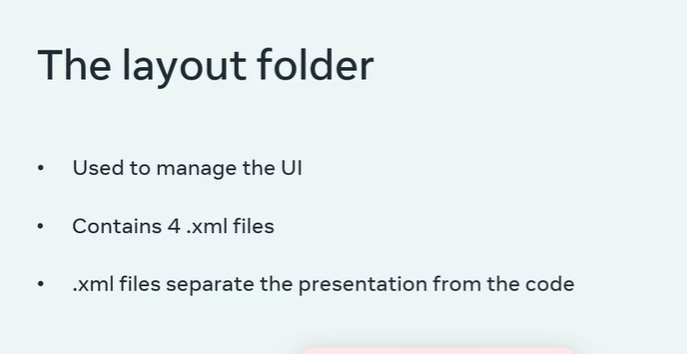 The layout folder
• Used to manage the UI
• Contains 4 .xml files
• .xml files separate the presentation from the code